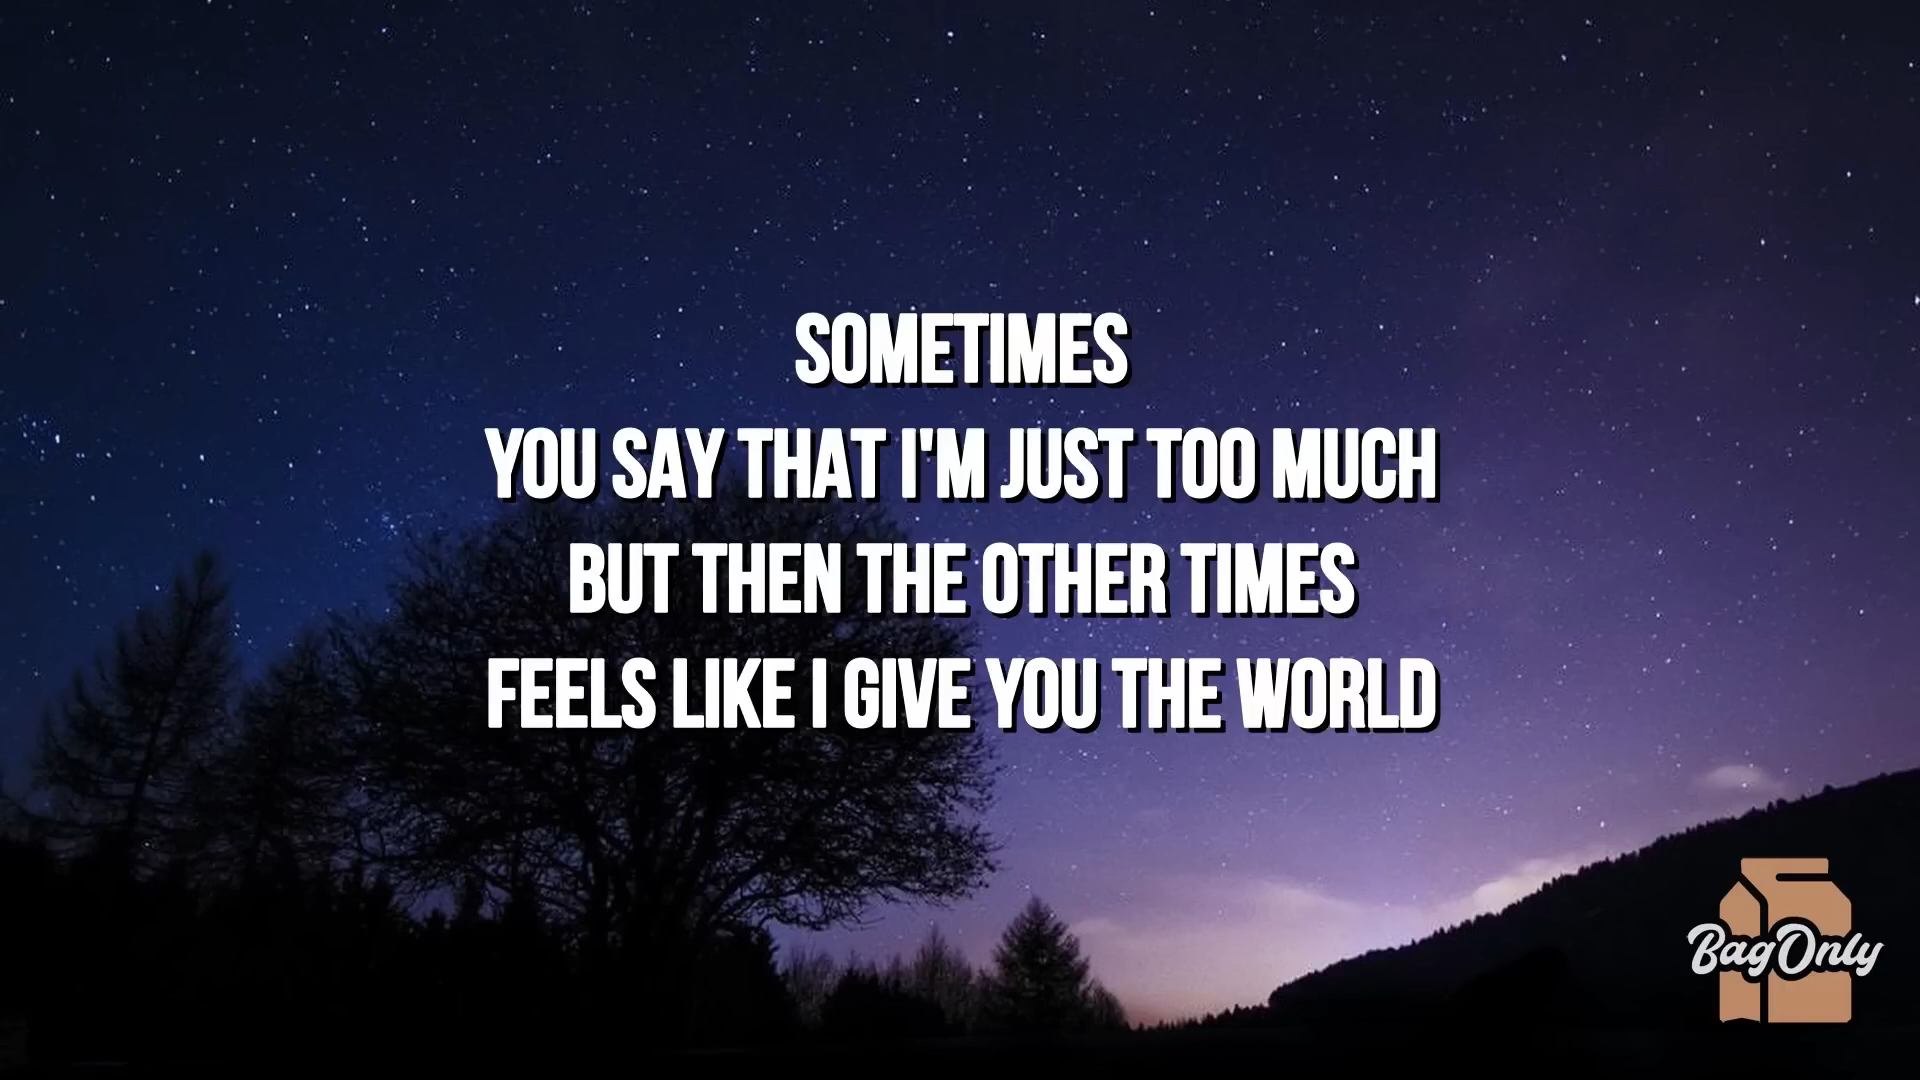 SOMETIMES
YOU SAY THAT I'M JUST TOO MUCH
BUT THEN THE OTHER TIMES
FEELS LIKE I GIVE YOU THE WORLD
BagOnly